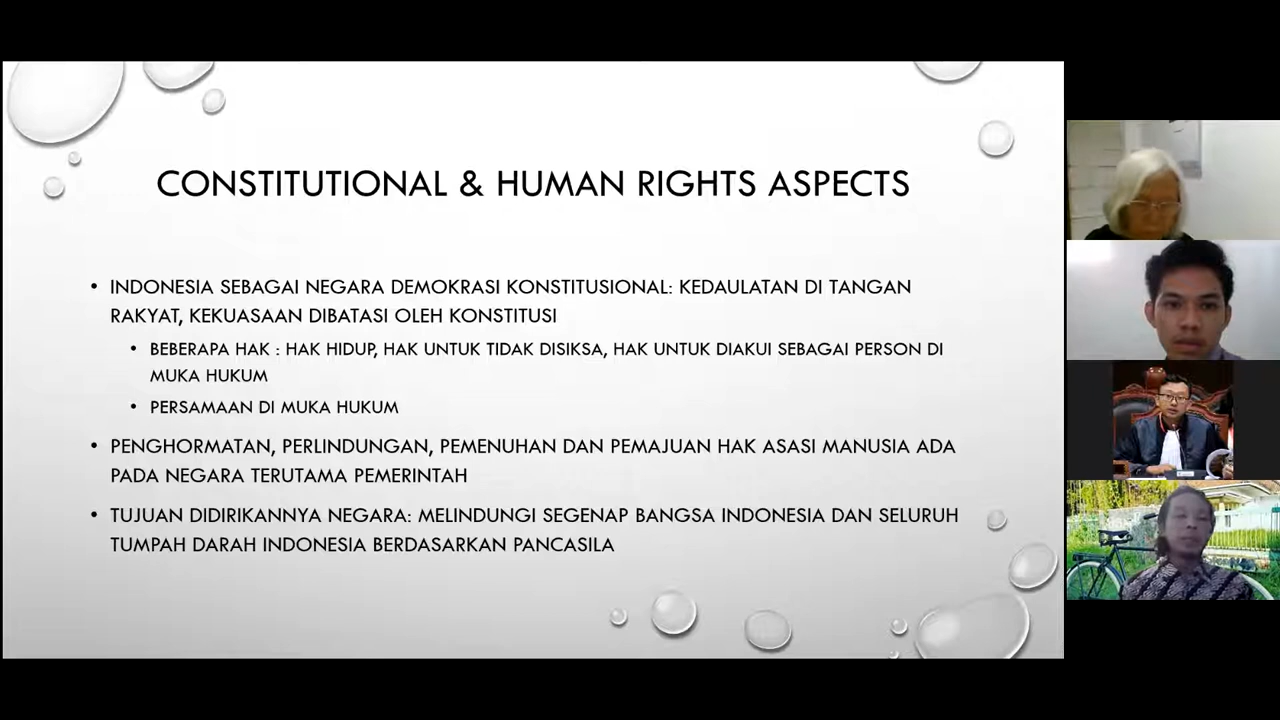 CONSTITUTIONAL & HUMAN RIGHTS ASPECTS
• INDONESIA SEBAGAI NEGARA DEMOKRASI KONSTITUSIONAL: KEDAULATAN DI TANGAN
RAKYAT, KEKUASAAN DIBATASI OLEH KONSTITUSI
• BEBERAPA HAK : HAK HIDUP, HAK UNTUK TIDAK DISIKSA, HAK UNTUK DIAKUI SEBAGAI PERSON DI
MUKA HUKUM
• PERSAMAAN DI MUKA HUKUM
• PENGHORMATAN, PERLINDUNGAN, PEMENUHAN DAN PEMAJUAN HAK ASASI MANUSIA ADA
PADA NEGARA TERUTAMA PEMERINTAH
• TUJUAN DIDIRIKANNYA NEGARA: MELINDUNGI SEGENAP BANGSA INDONESIA DAN SELURUH
TUMPAH DARAH INDONESIA BERDASARKAN PANCASILA